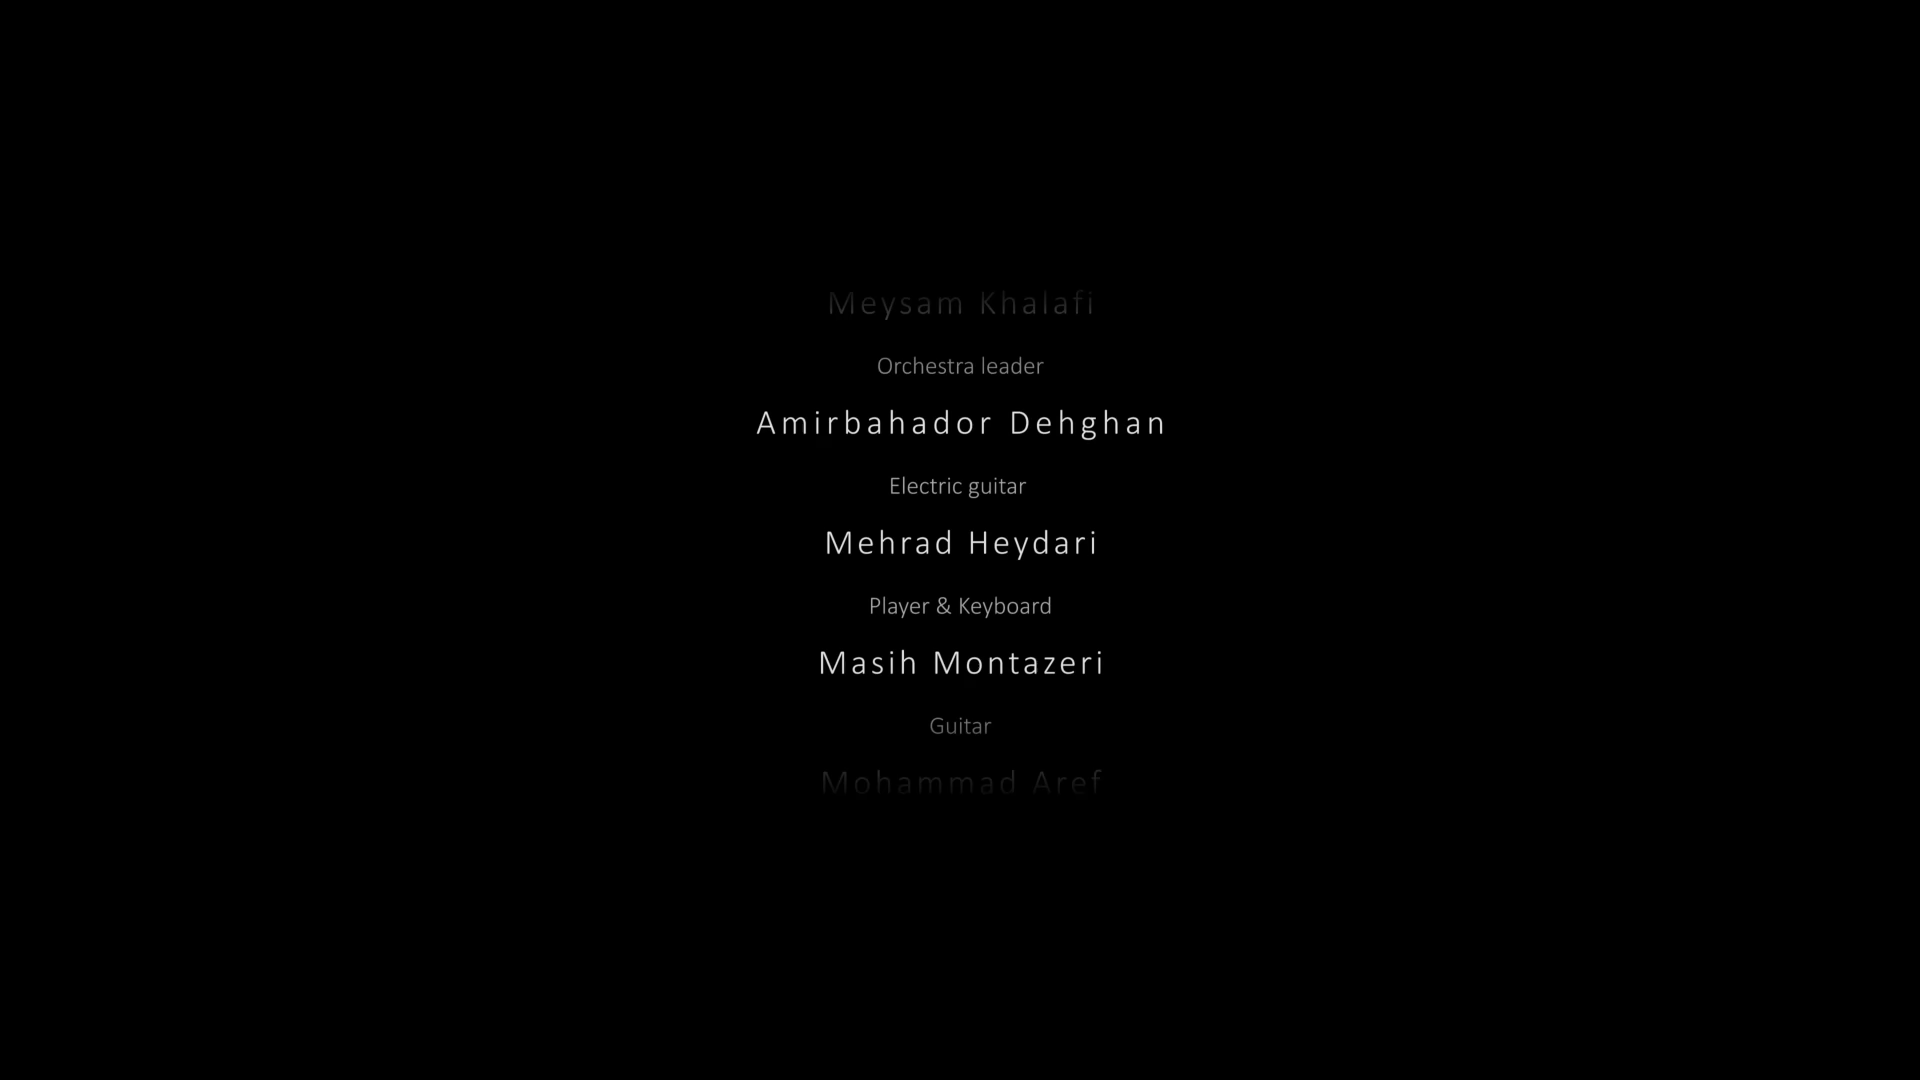 Meysam Khalafi
Orchestra leader
Amirbahador Dehghan
Electric guitar
Mehrad Heydari
Player & Keyboard
Masih Montazeri
Guitar
Mohammad Aref